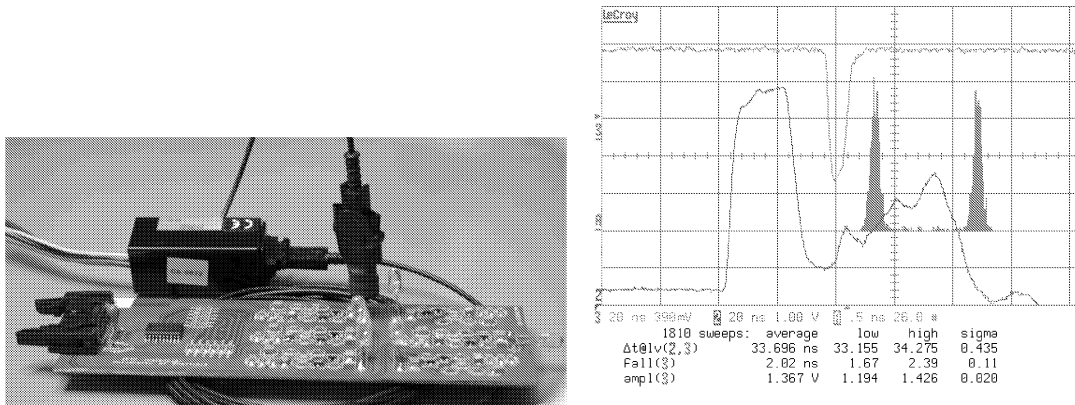 LeCroy
20 ns 390mV 2 20 ns 1.00 V .5 ns 26.0 #
1810 sweeps: average low high sigma
Δt@lv(2,3) 33.696 ns 33.155 34.275 0.435
Fall(3) 2.02 ns 1.67 2.39 0.11
ampl(3) 1.367 V 1.194 1.426 0.020
CE